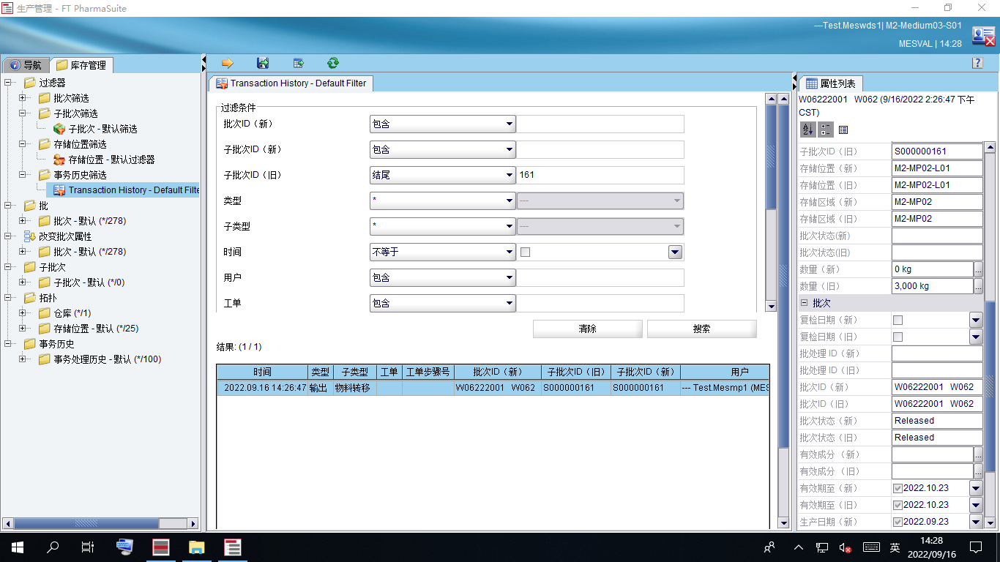 生产管理 - FT PharmaSuite
---Test.Meswds1| M2-Medium03-S01
MESVAL | 14:28
导航
库存管理
过滤器
批次筛选
子批次筛选
子批次 - 默认筛选
存储位置筛选
存储位置 - 默认过滤器
事务历史筛选
Transaction History - Default Filte
批
批次 - 默认 (*/278)
改变批次属性
批次 - 默认 (*/278)
子批次
子批次 - 默认 (*/0)
拓扑
仓库 (*/1)
存储位置 - 默认 (*/25)
事务历史
事务处理历史 - 默认 (*/100)
Transaction History - Default Filter
过滤条件
批次ID（新） 包含
子批次ID（新） 包含
子批次ID（旧） 结尾 161
类型 * ---
子类型 * ---
时间 不等于
用户 包含
工单 包含
清除 搜索
结果: (1 / 1)
时间 类型 子类型 工单 工单步骤号 批次ID（新） 子批次ID（旧） 子批次ID（新） 用户
2022.09.16 14:26:47 输出 物料转移 W06222001 W062 S000000161 S000000161 --- Test.Mesmp1 (MES
?
属性列表
W06222001 W062 (9/16/2022 2:26:47 下午
CST)
子批次ID（旧） S000000161
存储位置（新） M2-MP02-L01
存储位置（旧） M2-MP02-L01
存储区域（新） M2-MP02
存储区域（旧） M2-MP02
批次状态(新)
批次状态(旧)
数量（新） 0 kg ...
数量（旧） 3,000 kg ...
批次
复检日期（新）
复检日期（旧）
批处理 ID（新）
批处理 ID（旧）
批次ID（新） W06222001 W062
批次ID（旧） W06222001 W062
批次状态（新） Released
批次状态（旧） Released
有效成分 （新） ...
有效成分 （旧） ...
有效期至（新） 2022.10.23
有效期至（旧） 2022.10.23
生产日期（新） 2022.09.23
英
14:28
2022/09/16